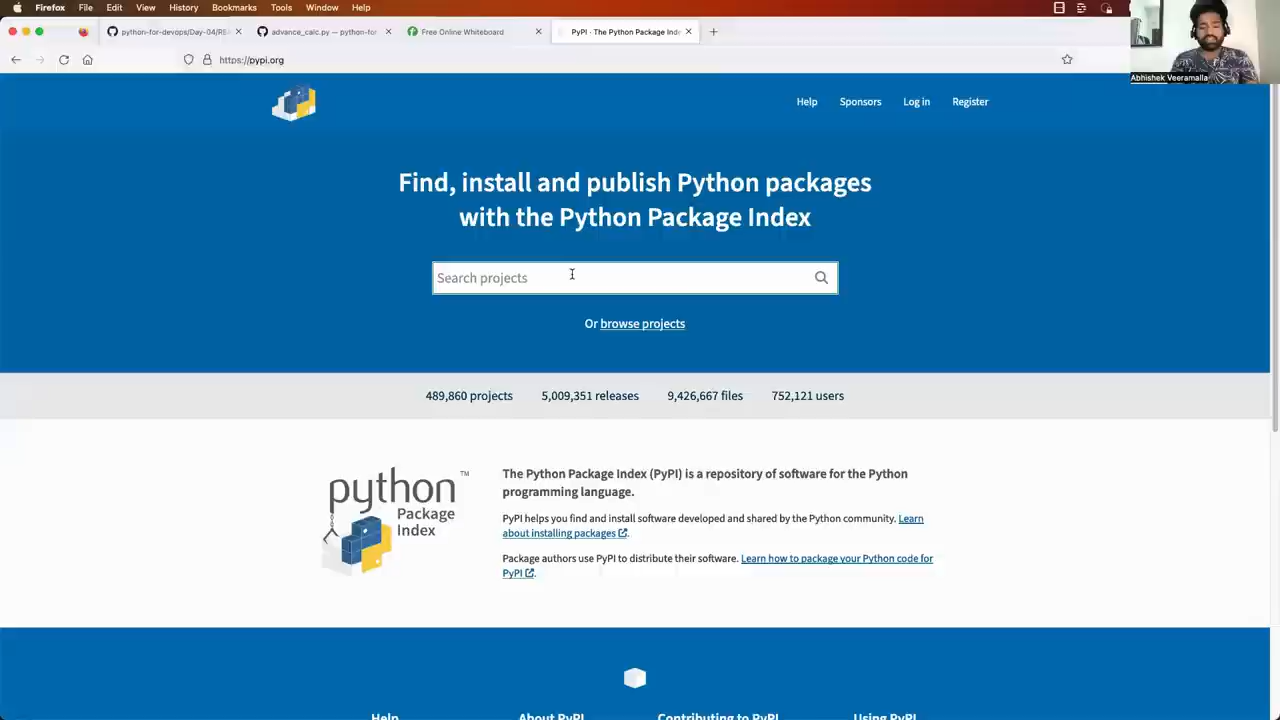 Firefox File Edit View History Bookmarks Tools Window Help
python-for-devops/Day-04/RE
advance_calc.py — python-for-
Free Online Whiteboard
PyPI · The Python Package Inde
https://pypi.org
Abhishek Veeramalla
Help Sponsors Log in Register
Find, install and publish Python packages
with the Python Package Index
Search projects
Or browse projects
489,860 projects 5,009,351 releases 9,426,667 files 752,121 users
python TM
Package
Index
The Python Package Index (PyPI) is a repository of software for the Python
programming language.
PyPI helps you find and install software developed and shared by the Python community. Learn
about installing packages.
Package authors use PyPI to distribute their software. Learn how to package your Python code for
PyPI.
Help About PyPI Contributing to PyPI Using PyPI